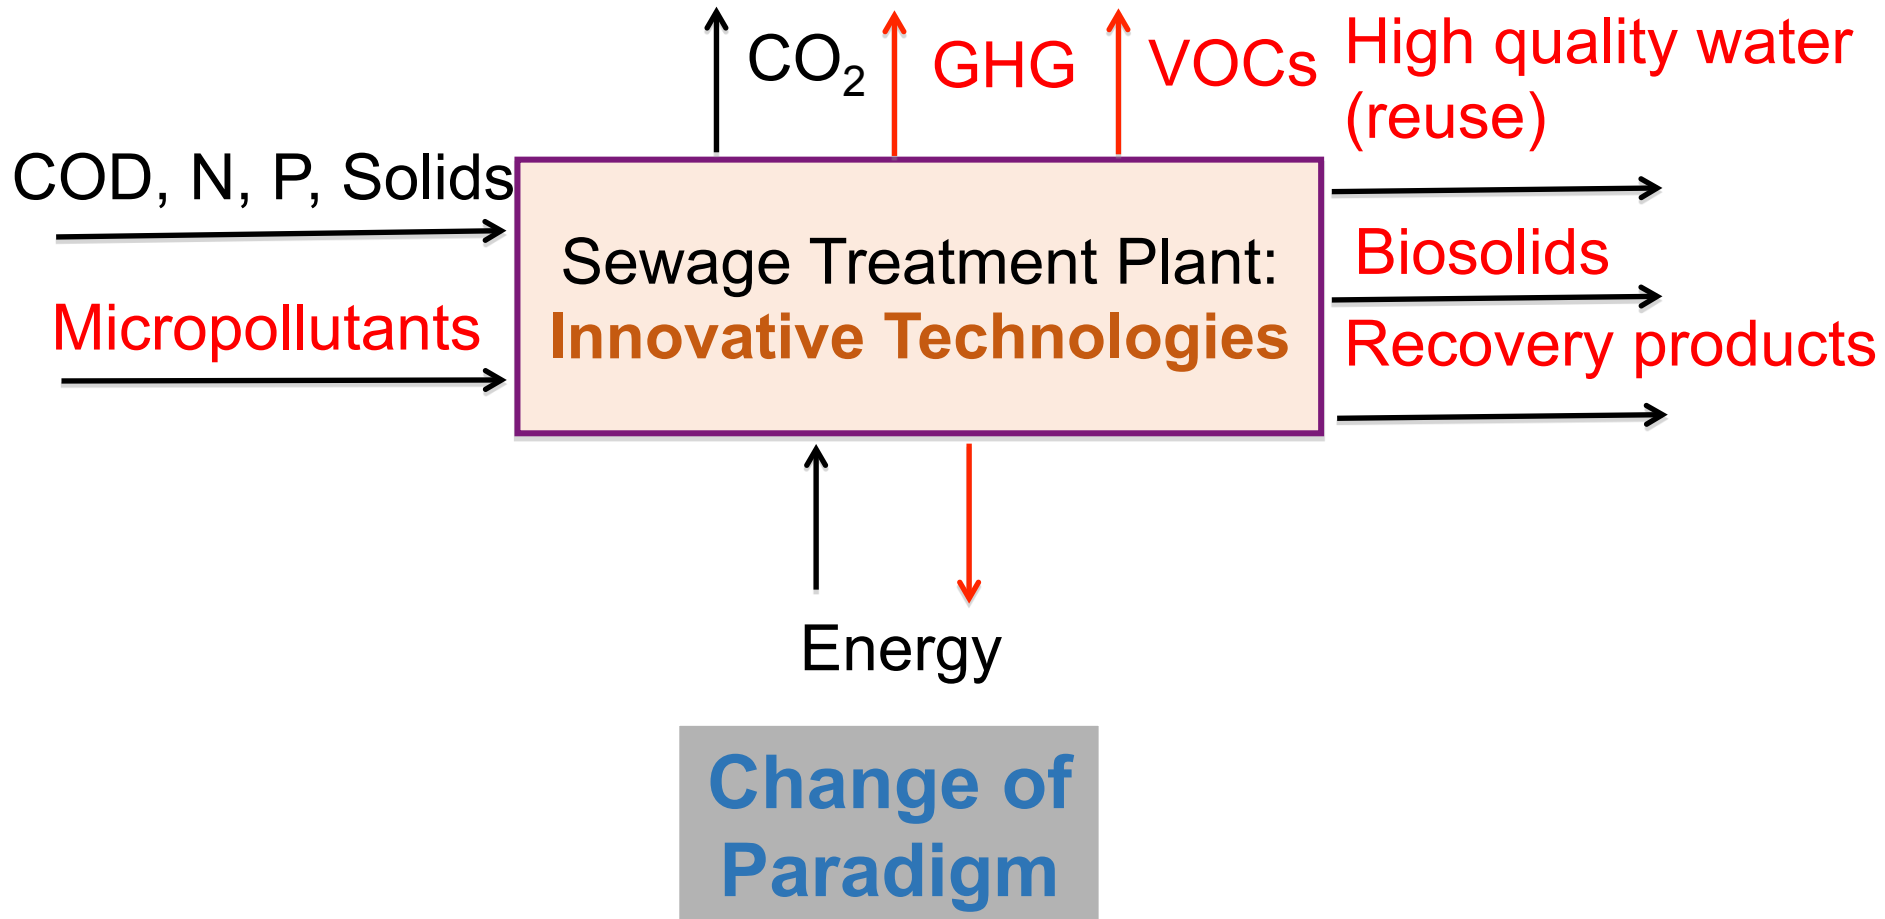 CO₂
GHG
VOCs
High quality water
(reuse)
COD, N, P, Solids
Sewage Treatment Plant:
Innovative Technologies
Biosolids
Micropollutants
Recovery products
Energy
Change of
Paradigm